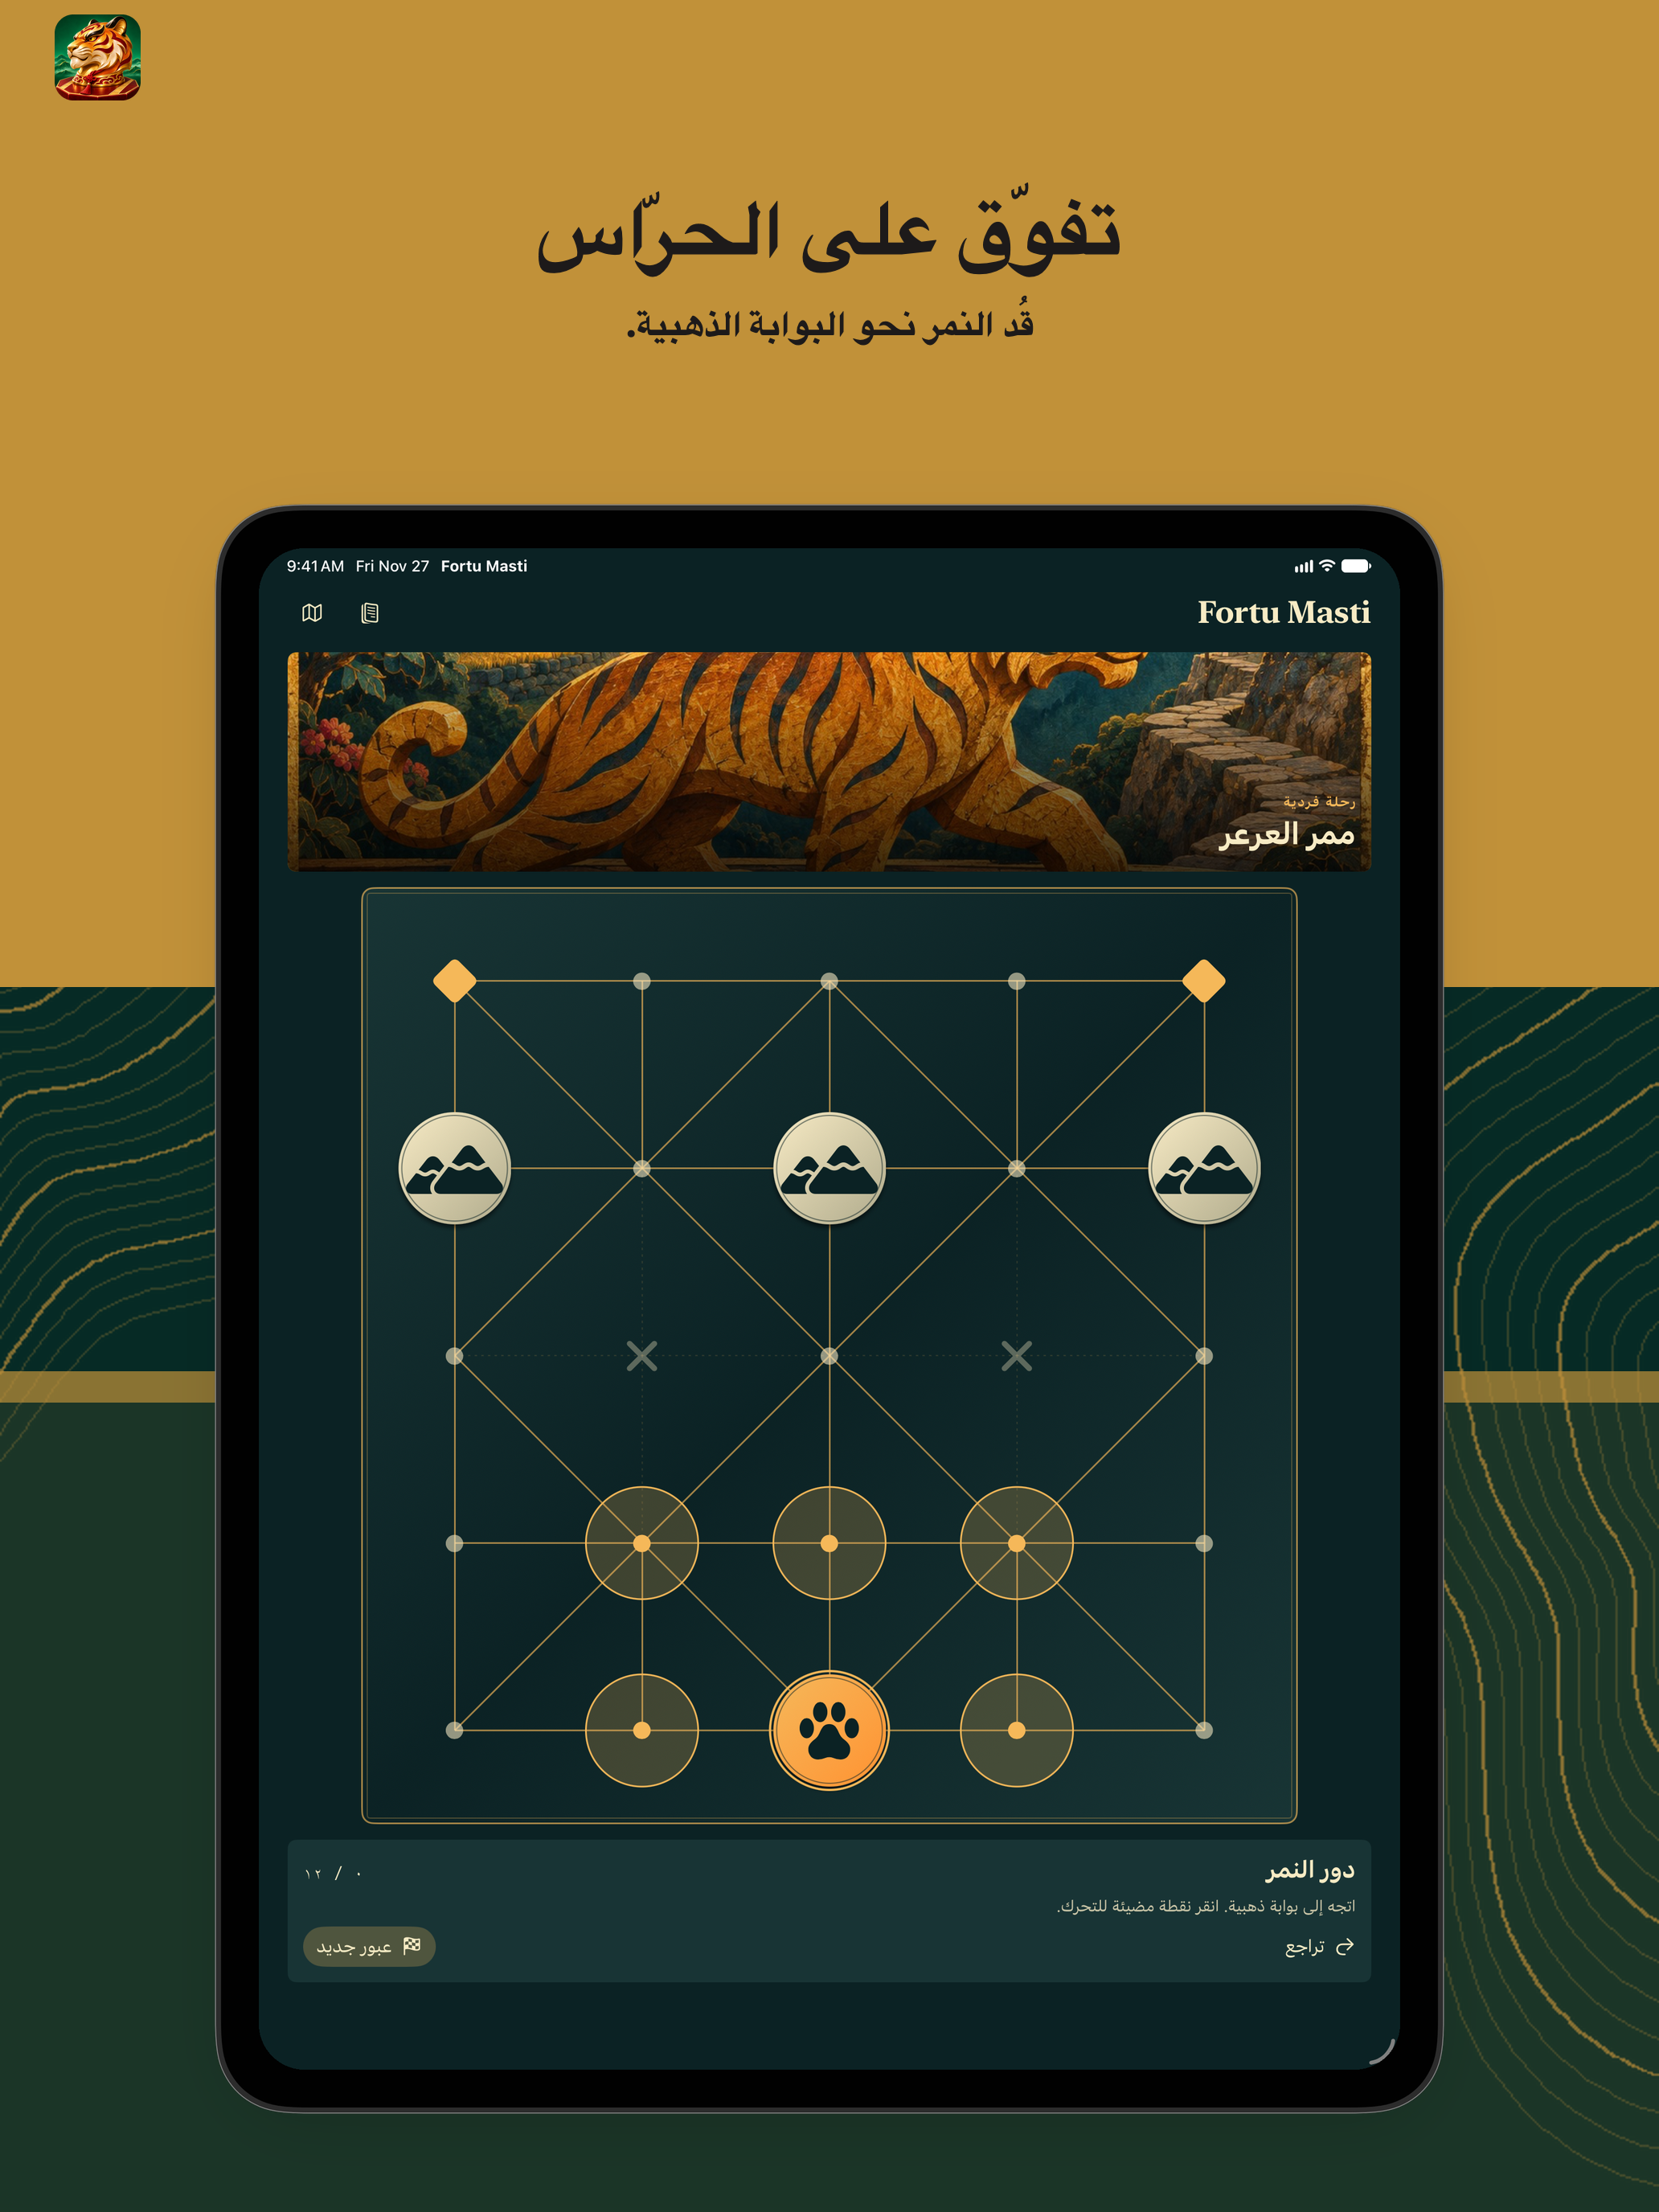 تفوّق على الحرّاس
قُد النمر نحو البوابة الذهبية.
9:41 AM Fri Nov 27 Fortu Masti
Fortu Masti
رحلة فردية
ممر العرعر
دور النمر
٠ / ١٢
اتجه إلى بوابة ذهبية. انقر نقطة مضيئة للتحرك.
تراجع
عبور جديد